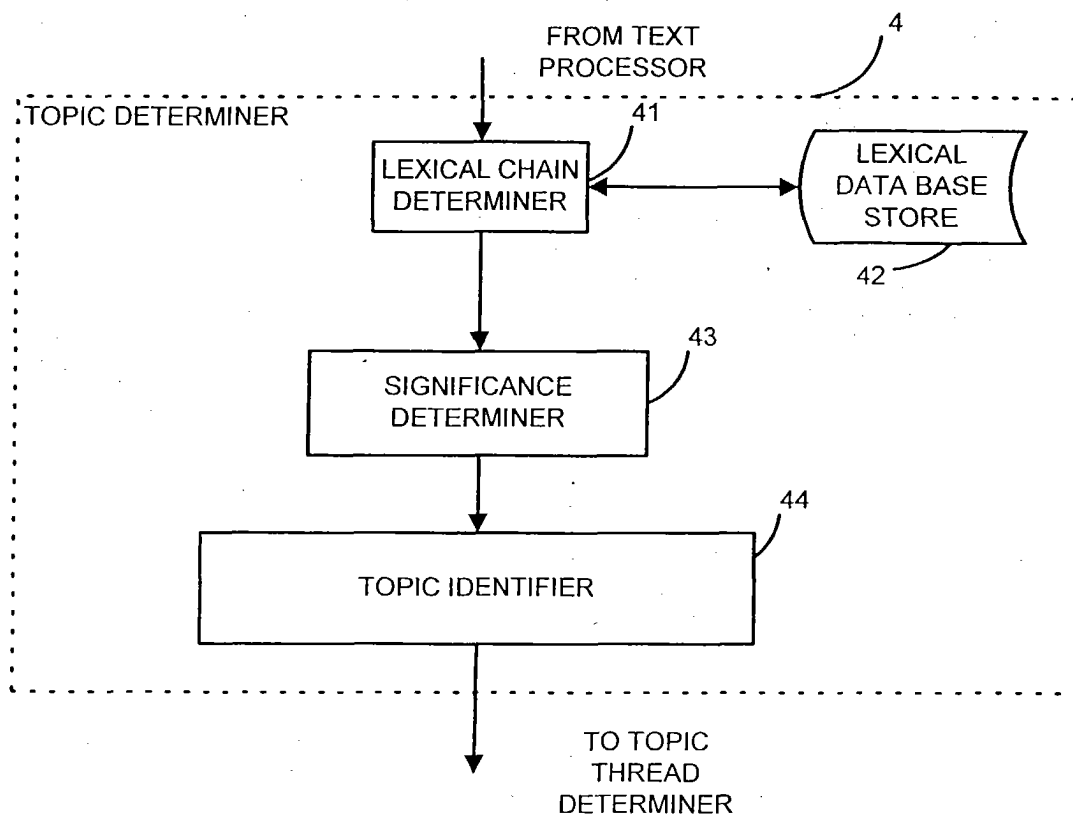 FROM TEXT
PROCESSOR
4
TOPIC DETERMINER
41
LEXICAL CHAIN
DETERMINER
LEXICAL
DATA BASE
STORE
42
43
SIGNIFICANCE
DETERMINER
44
TOPIC IDENTIFIER
TO TOPIC
THREAD
DETERMINER